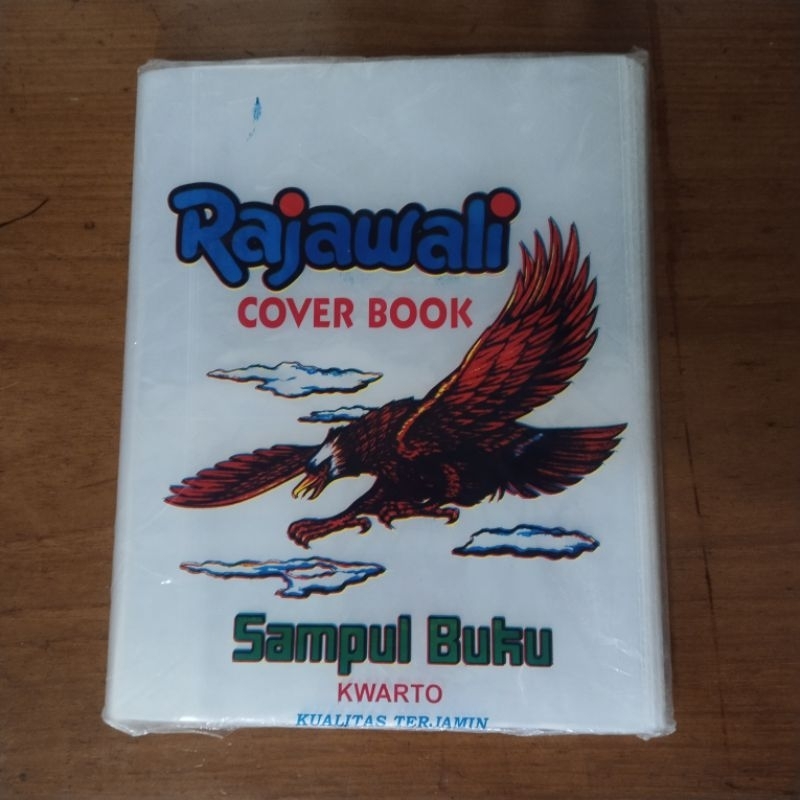 Rajawali
COVER BOOK
Sampul Buku
KWARTO
KUALITAS TERJAMIN